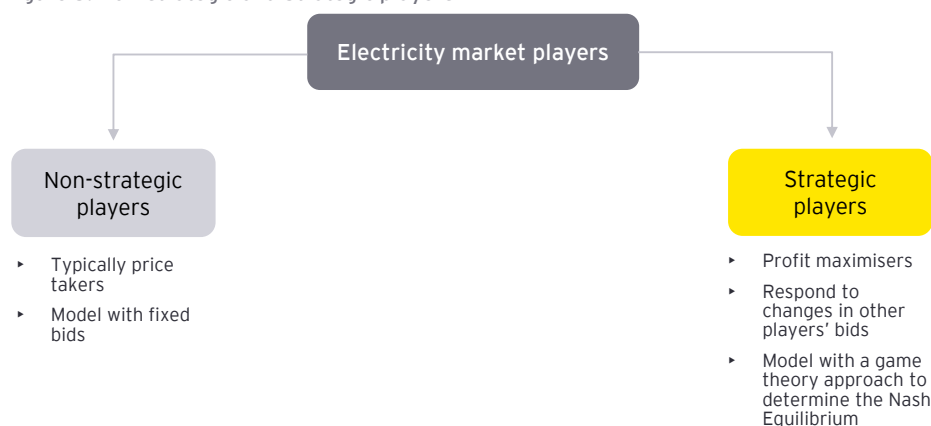 Electricity market players
Non-strategic
players
‣ Typically price
takers
‣ Model with fixed
bids
Strategic
players
‣ Profit maximisers
‣ Respond to
changes in other
players’ bids
‣ Model with a game
theory approach to
determine the Nash
Equilibrium